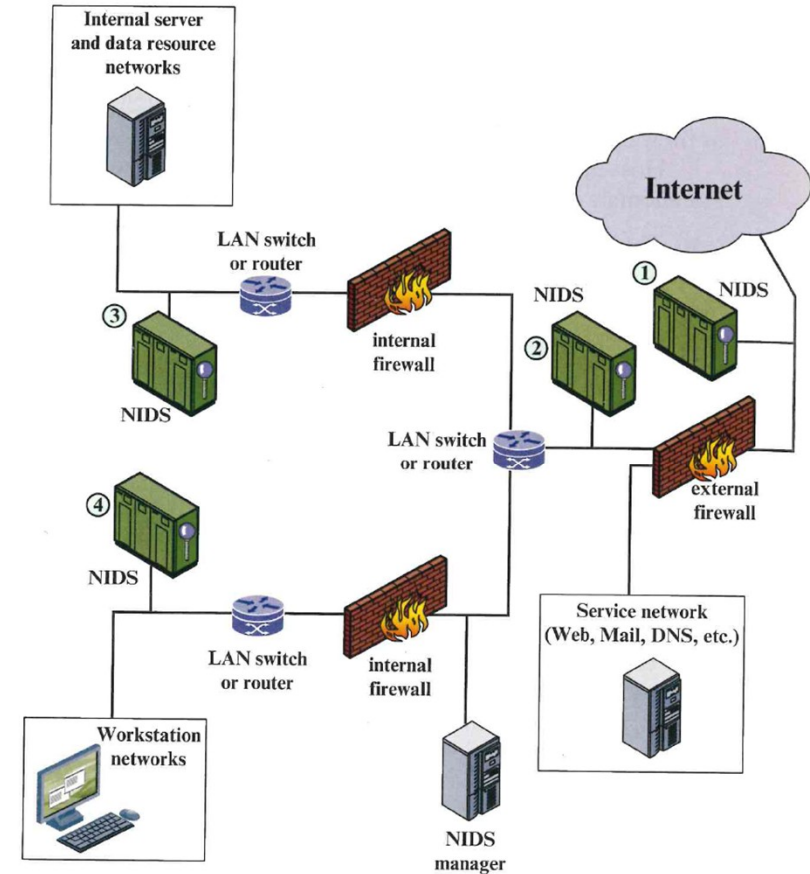 Internal server
and data resource
networks
Internet
LAN switch
or router
1
NIDS
NIDS
3
internal
firewall
2
NIDS
LAN switch
or router
4
external
firewall
NIDS
Service network
(Web, Mail, DNS, etc.)
LAN switch
or router
internal
firewall
Workstation
networks
NIDS
manager